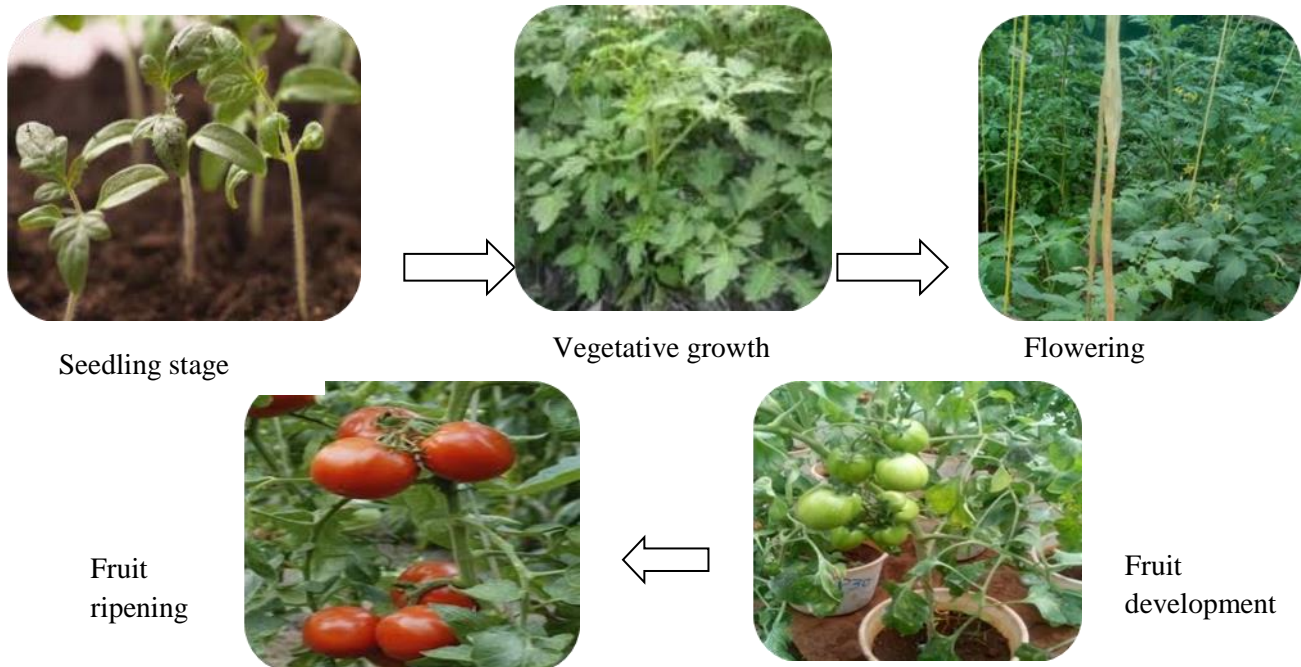 Seedling stage
Vegetative growth
Flowering
Fruit
ripening
Fruit
development